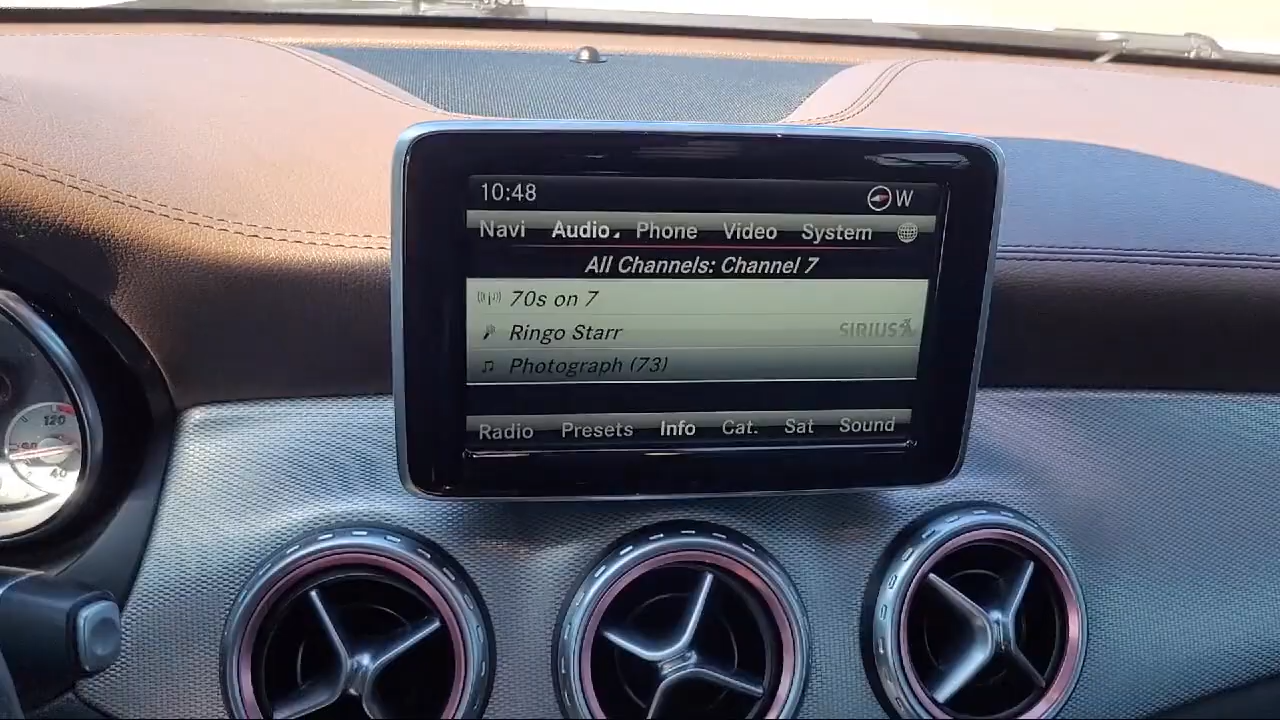 10:48 W
Navi Audio Phone Video System
All Channels: Channel 7
70s on 7
Ringo Starr SIRIUS
Photograph (73)
Radio Presets Info Cat. Sat Sound
120
40